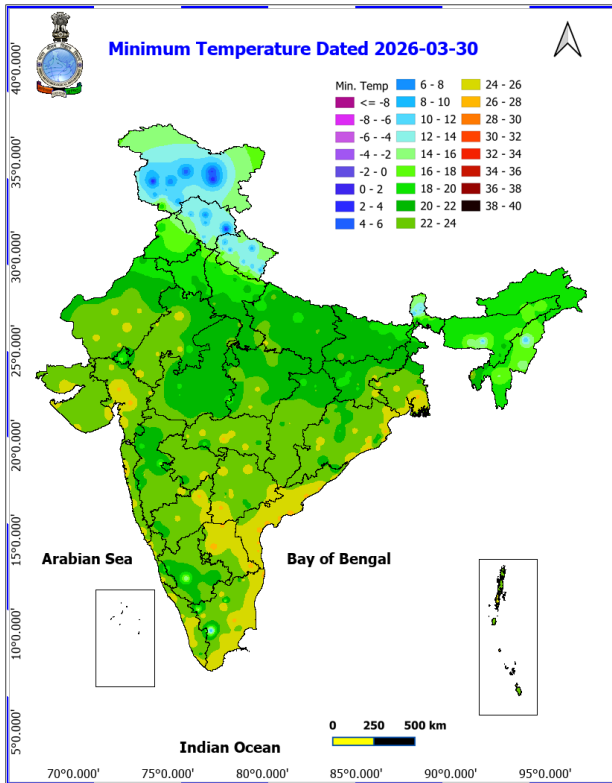 Minimum Temperature Dated 2026-03-30
Min. Temp
<= -8
-8 - -6
-6 - -4
-4 - -2
-2 - 0
0 - 2
2 - 4
4 - 6
6 - 8
8 - 10
10 - 12
12 - 14
14 - 16
16 - 18
18 - 20
20 - 22
22 - 24
24 - 26
26 - 28
28 - 30
30 - 32
32 - 34
34 - 36
36 - 38
38 - 40
40°0.000'
35°0.000'
30°0.000'
25°0.000'
20°0.000'
15°0.000'
10°0.000'
5°0.000'
Arabian Sea
Bay of Bengal
Indian Ocean
0 250 500 km
70°0.000' 75°0.000' 80°0.000' 85°0.000' 90°0.000' 95°0.000'